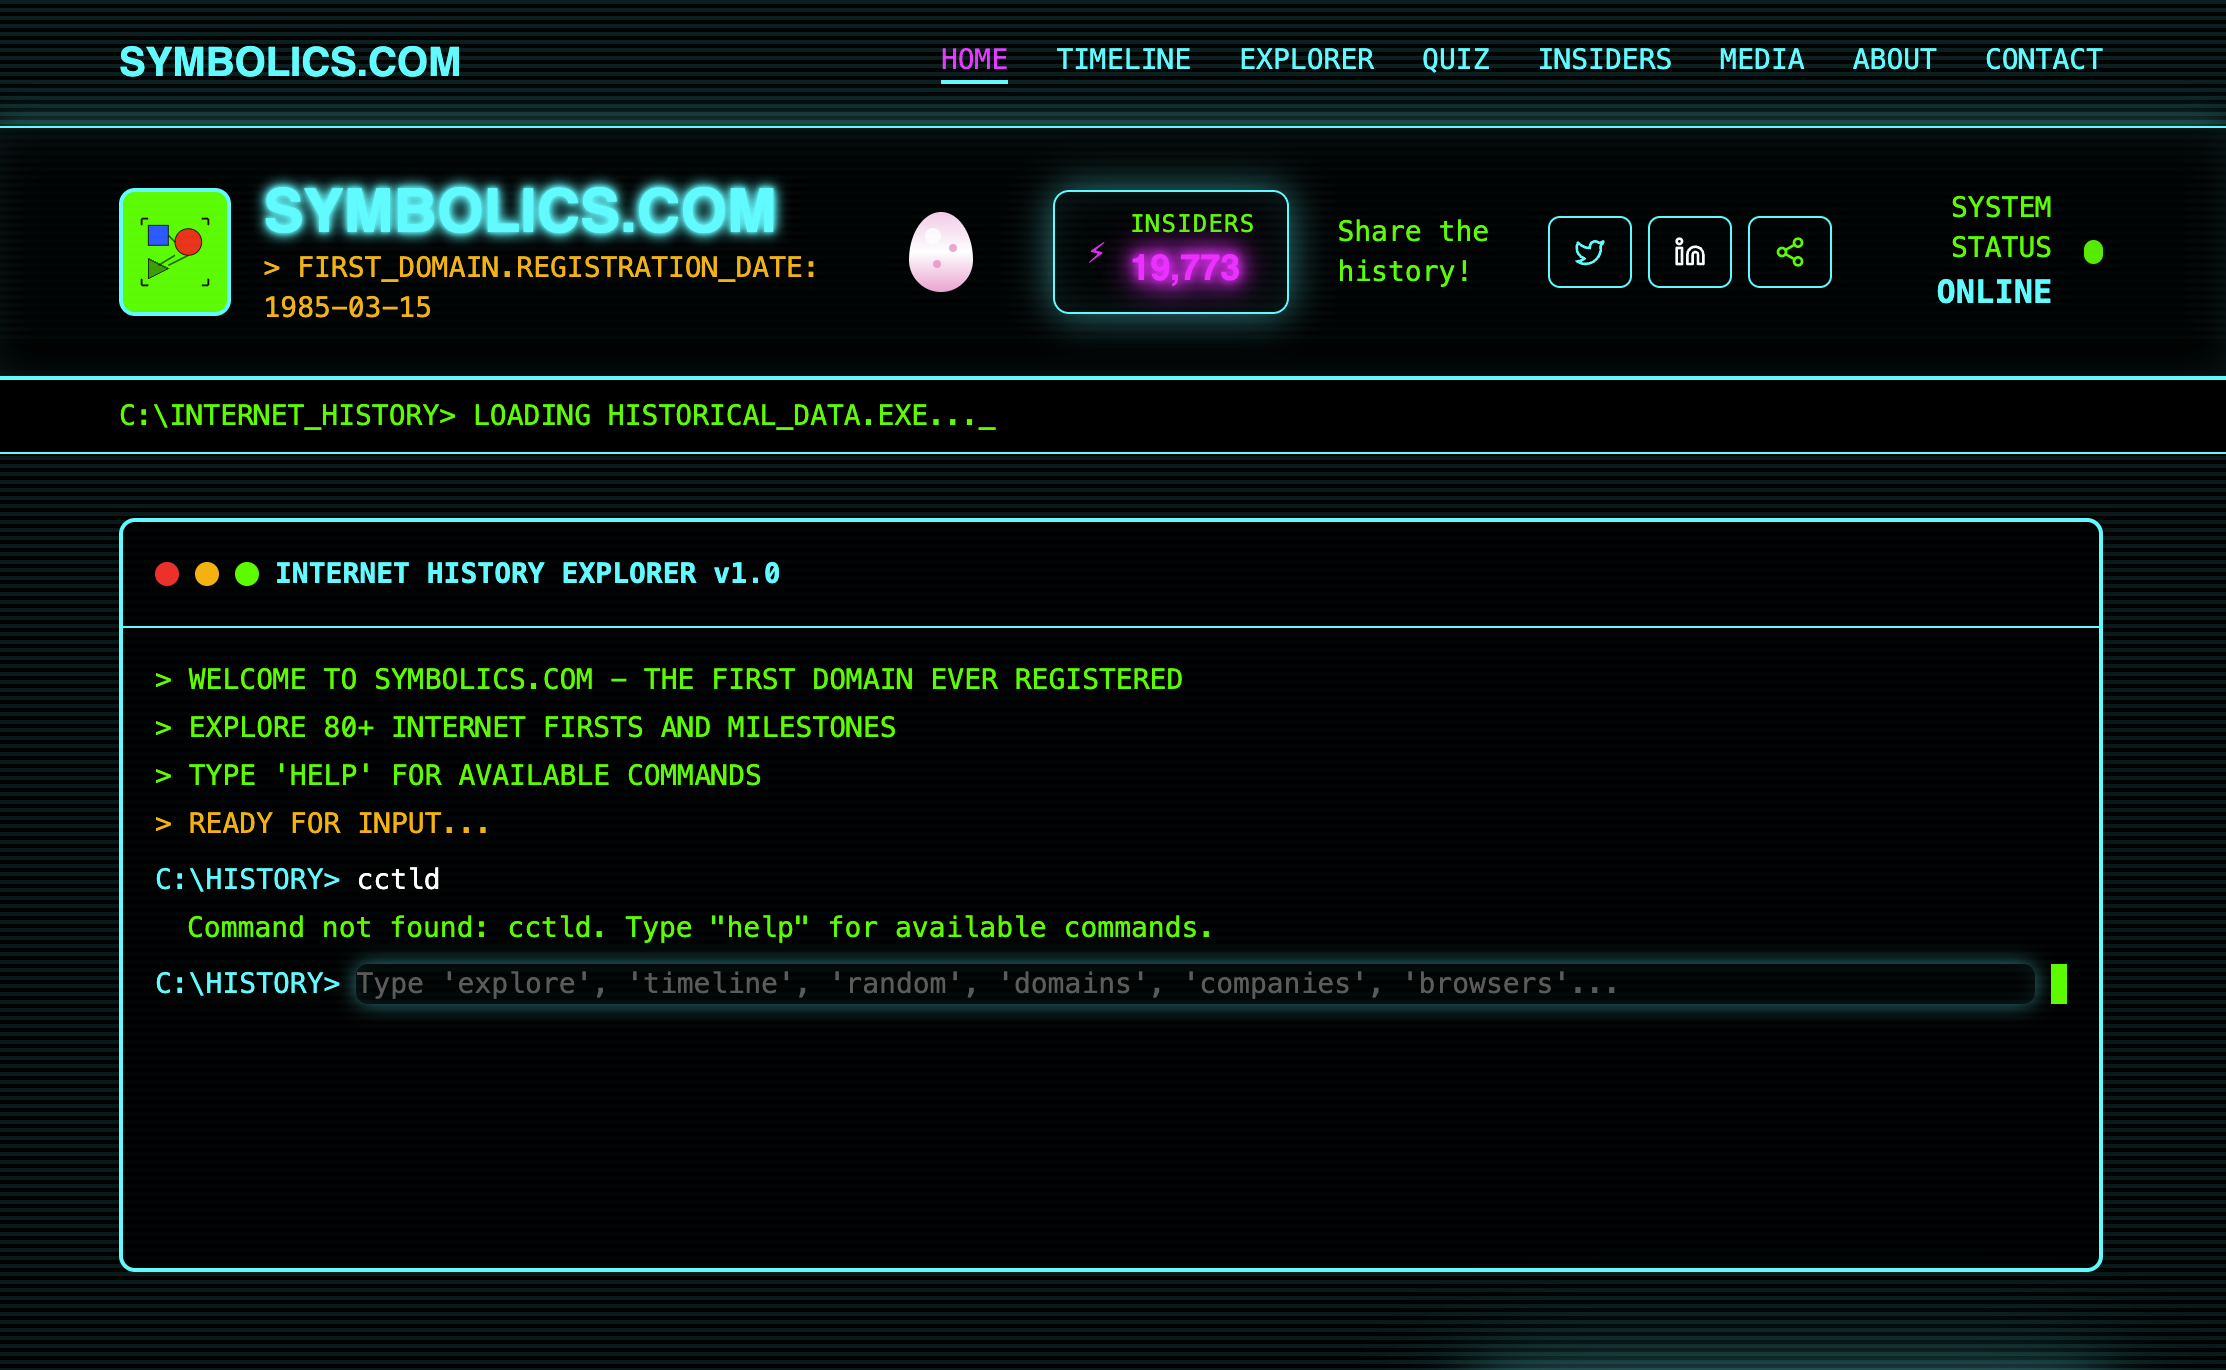 SYMBOLICS.COM
HOME TIMELINE EXPLORER QUIZ INSIDERS MEDIA ABOUT CONTACT
SYMBOLICS.COM
> FIRST_DOMAIN.REGISTRATION_DATE:
1985-03-15
⚡ INSIDERS
19,773
Share the
history!
SYSTEM
STATUS
ONLINE
C:\INTERNET_HISTORY> LOADING HISTORICAL_DATA.EXE..._
INTERNET HISTORY EXPLORER v1.0
> WELCOME TO SYMBOLICS.COM – THE FIRST DOMAIN EVER REGISTERED
> EXPLORE 80+ INTERNET FIRSTS AND MILESTONES
> TYPE 'HELP' FOR AVAILABLE COMMANDS
> READY FOR INPUT...
C:\HISTORY> cctld
Command not found: cctld. Type "help" for available commands.
C:\HISTORY> Type 'explore', 'timeline', 'random', 'domains', 'companies', 'browsers'...